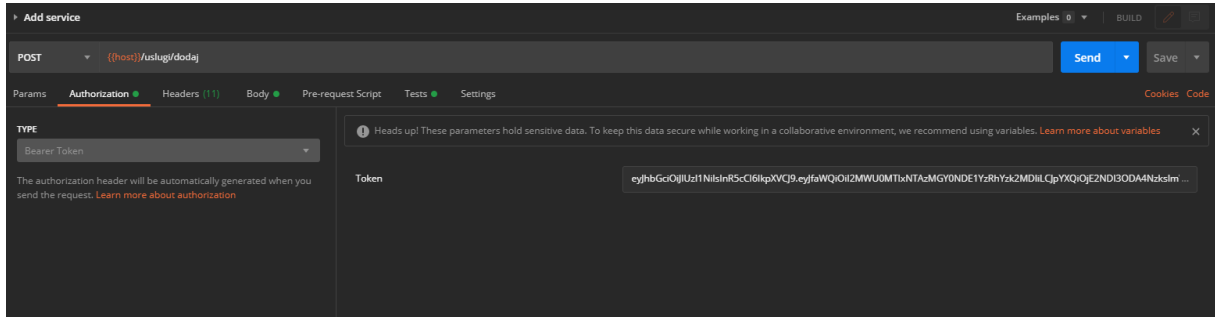 Add service
Examples 0
BUILD
POST
{{host}}/uslugi/dodaj
Send
Save
Params
Authorization
Headers (11)
Body
Pre-request Script
Tests
Settings
Cookies
Code
TYPE
Bearer Token
The authorization header will be automatically generated when you
send the request. Learn more about authorization
Heads up! These parameters hold sensitive data. To keep this data secure while working in a collaborative environment, we recommend using variables. Learn more about variables
Token